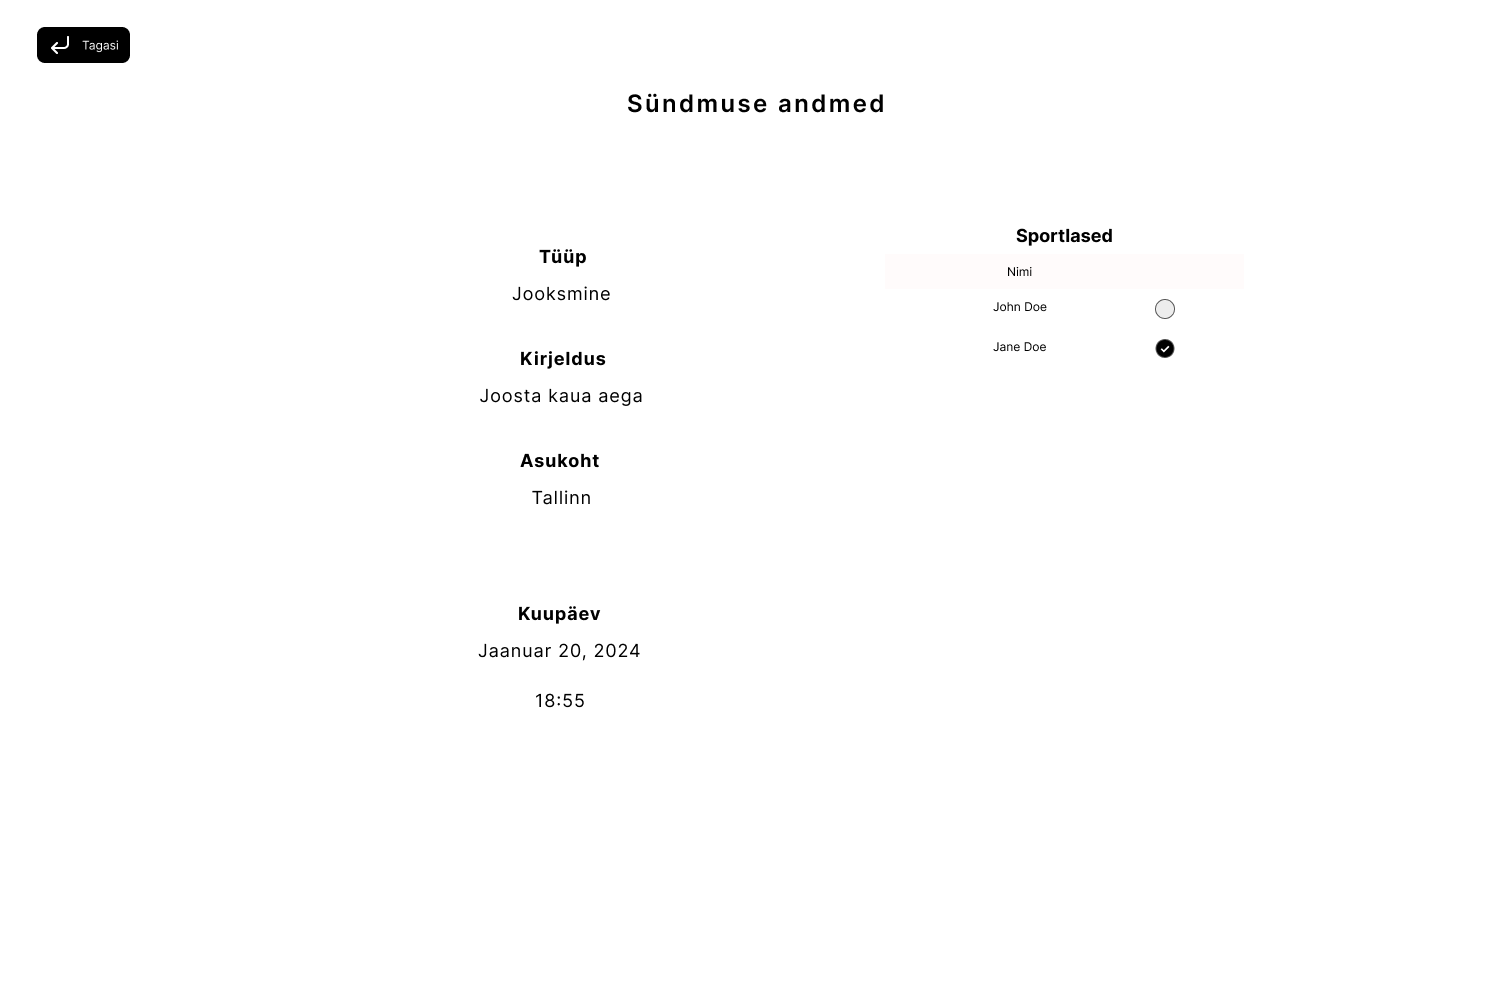 Tagasi
Sündmuse andmed
Tüüp
Jooksmine
Kirjeldus
Joosta kaua aega
Asukoht
Tallinn
Kuupäev
Jaanuar 20, 2024
18:55
Sportlased
Nimi
John Doe
Jane Doe